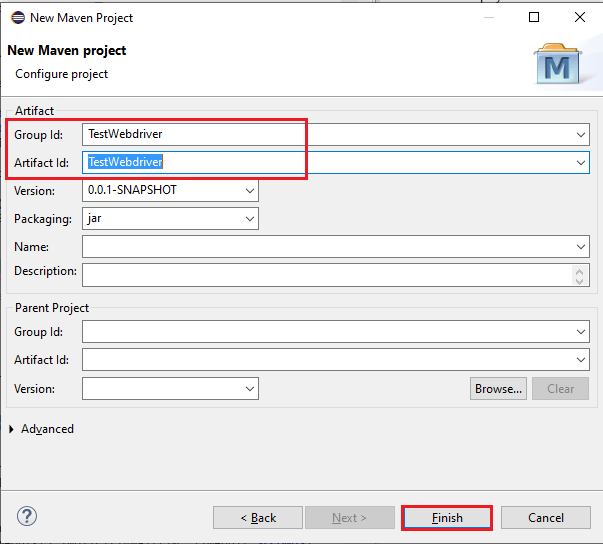 New Maven Project
New Maven project
Configure project
M
Artifact
Group Id: TestWebdriver
Artifact Id: TestWebdriver
Version: 0.0.1-SNAPSHOT
Packaging: jar
Name:
Description:
Parent Project
Group Id:
Artifact Id:
Version: Browse... Clear
Advanced
? < Back Next > Finish Cancel